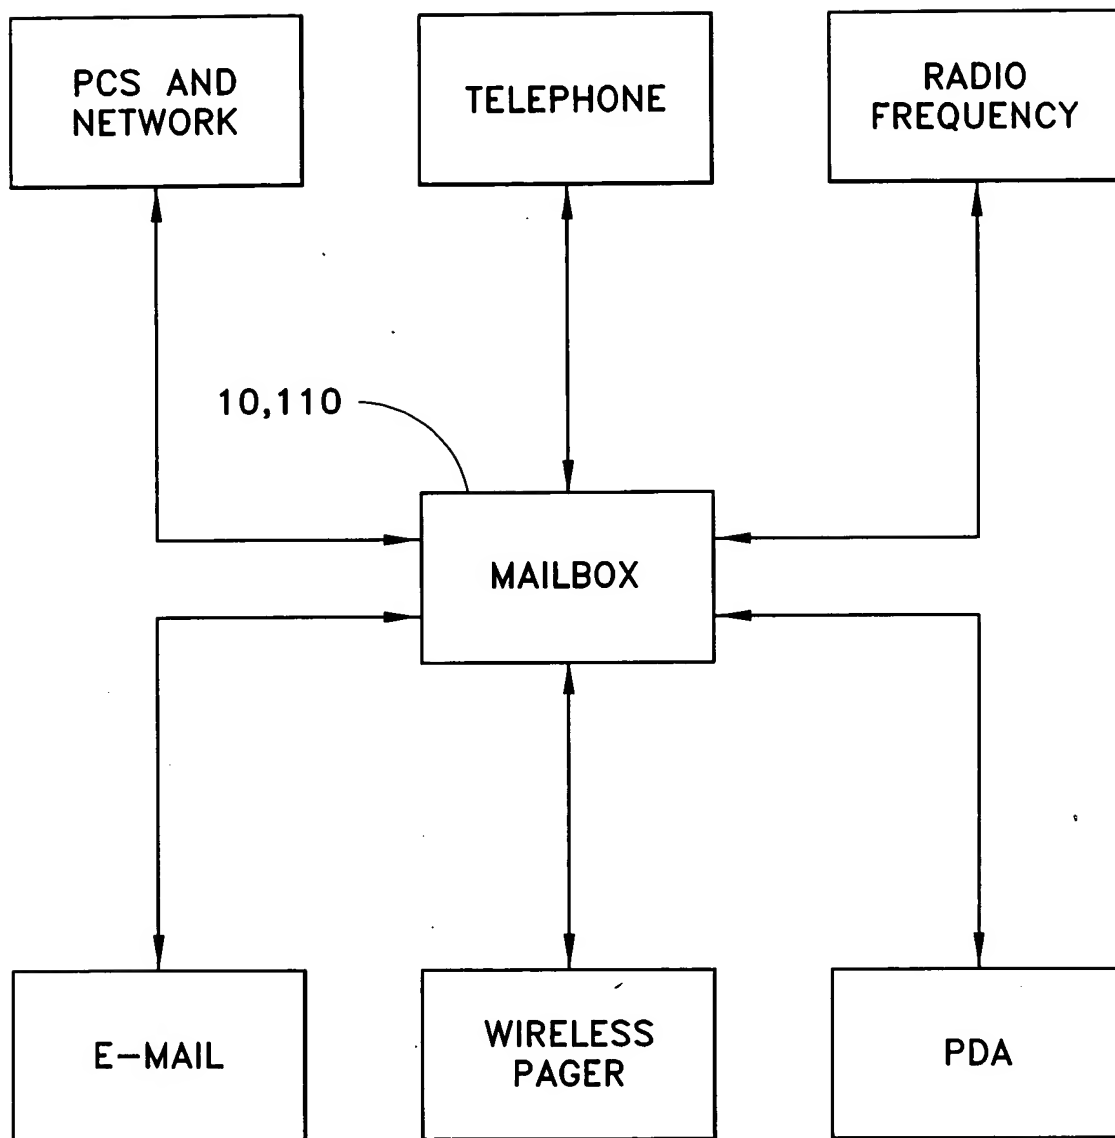 PCS AND
NETWORK
TELEPHONE
RADIO
FREQUENCY
10,110
MAILBOX
E-MAIL
WIRELESS
PAGER
PDA